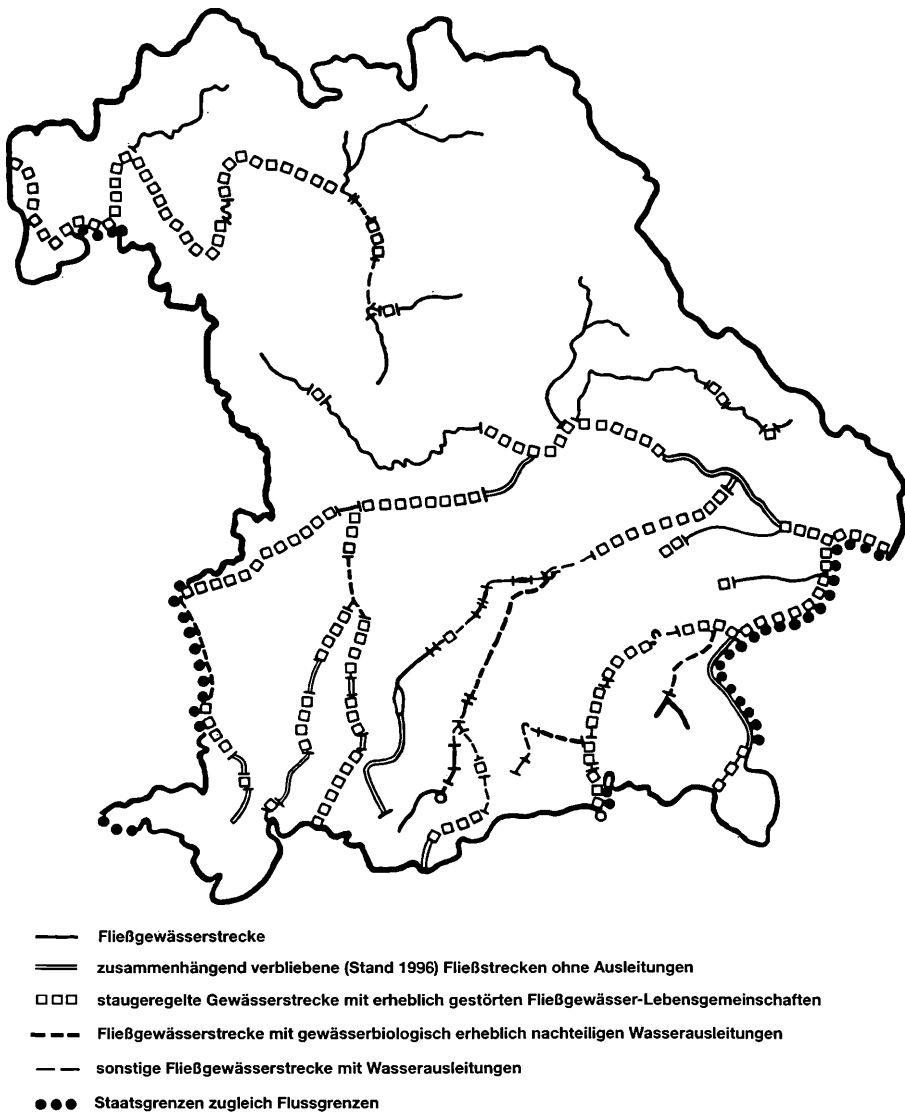 Fließgewässerstrecke
zusammenhängend verbliebene (Stand 1996) Fließstrecken ohne Ausleitungen
staugeregelte Gewässerstrecke mit erheblich gestörten Fließgewässer-Lebensgemeinschaften
Fließgewässerstrecke mit gewässerbiologisch erheblich nachteiligen Wasserausleitungen
sonstige Fließgewässerstrecke mit Wasserausleitungen
Staatsgrenzen zugleich Flussgrenzen